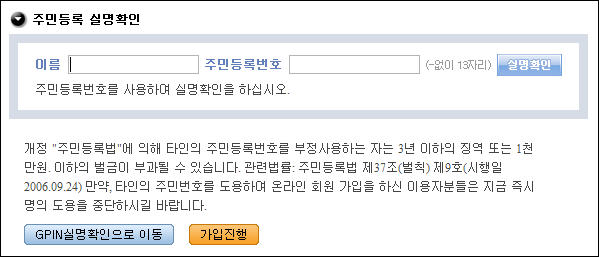 주민등록 실명확인
이름 주민등록번호 (-없이 13자리) 실명확인
주민등록번호를 사용하여 실명확인을 하십시오.
개정 "주민등록법"에 의해 타인의 주민등록번호를 부정사용하는 자는 3년 이하의 징역 또는 1천
만원. 이하의 벌금이 부과될 수 있습니다. 관련법률: 주민등록법 제37조(벌칙) 제9호(시행일
2006.09.24) 만약, 타인의 주민번호를 도용하여 온라인 회원 가입을 하신 이용자분들은 지금 즉시
명의 도용을 중단하시길 바랍니다.
GPIN실명확인으로 이동 가입진행